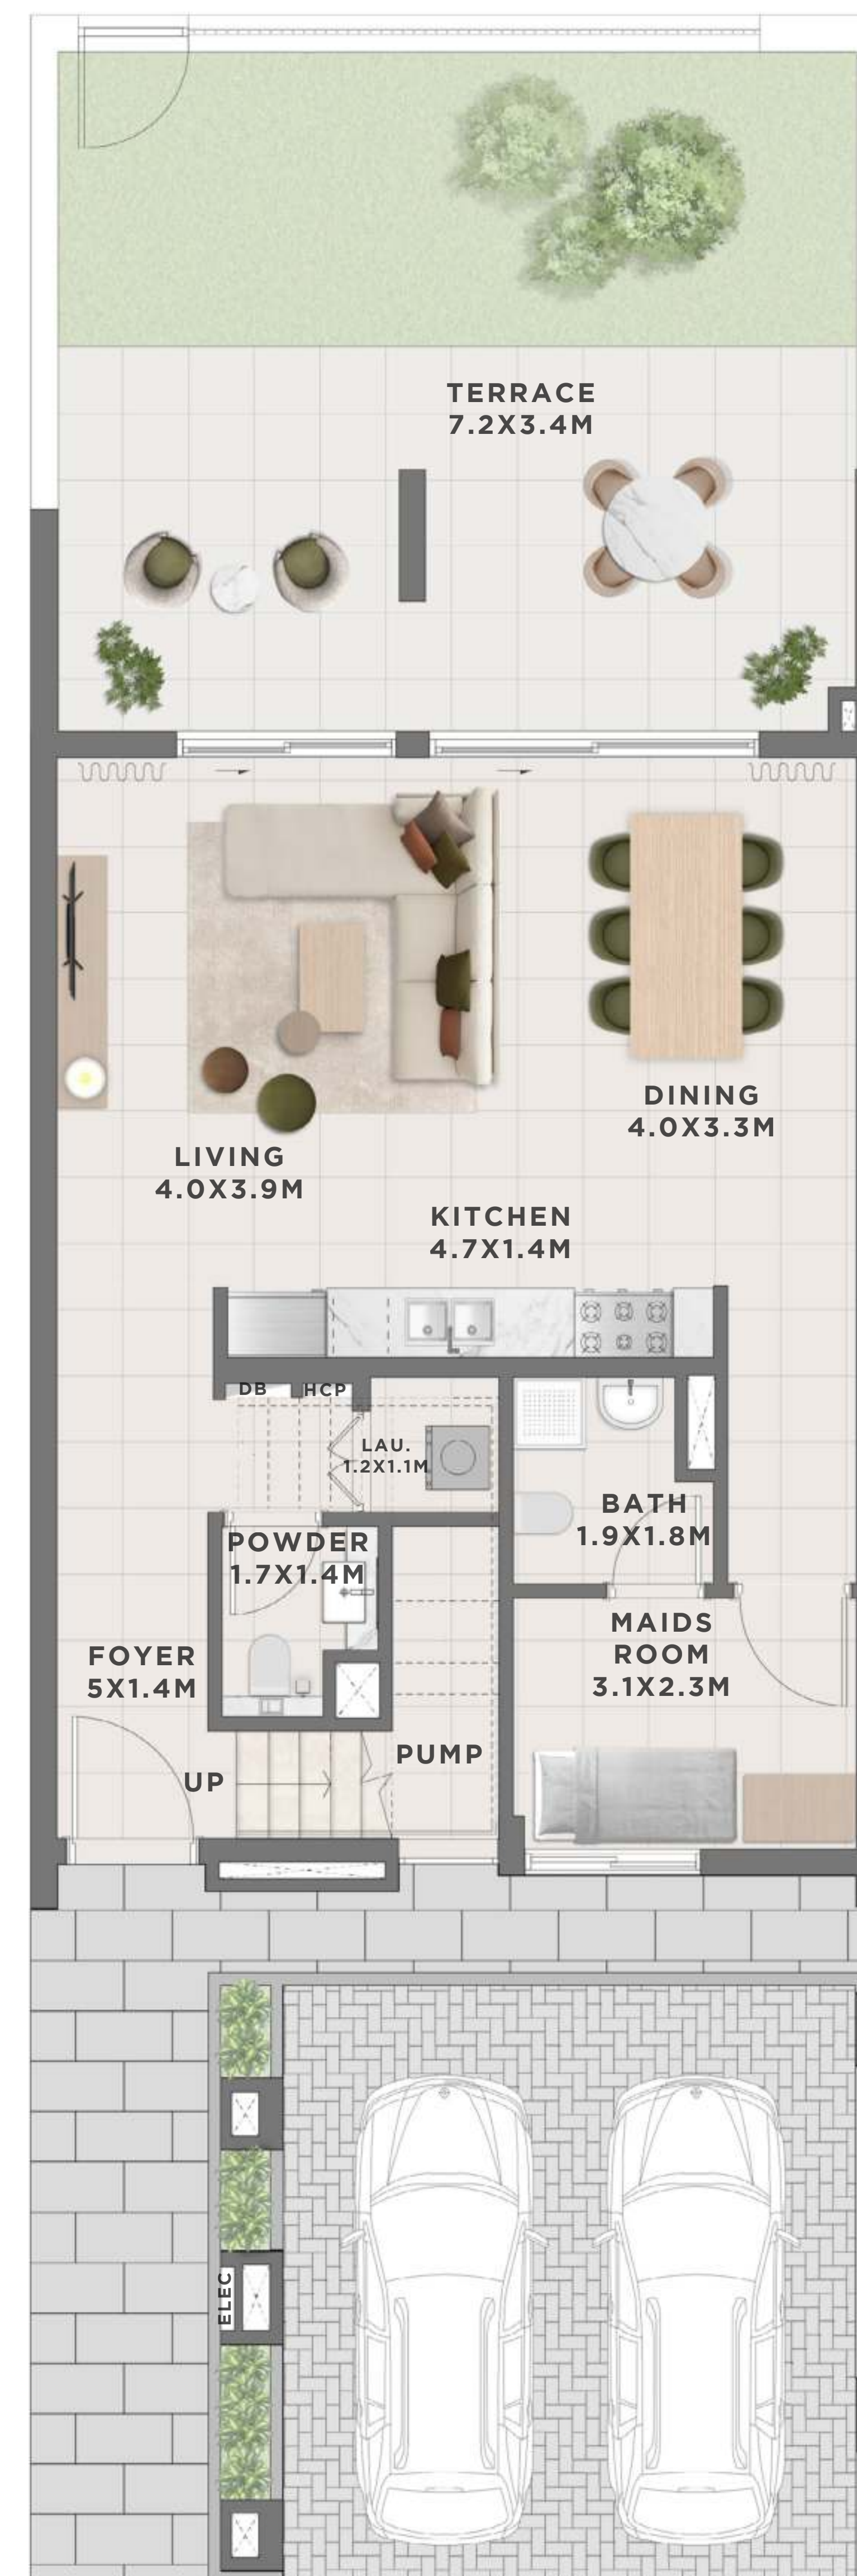 TERRACE
7.2X3.4M
DINING
4.0X3.3M
LIVING
4.0X3.9M
KITCHEN
4.7X1.4M
DB
HCP
LAU.
1.2X1.1M
BATH
1.9X1.8M
POWDER
1.7X1.4M
MAIDS
ROOM
3.1X2.3M
FOYER
5X1.4M
PUMP
UP
ELEC